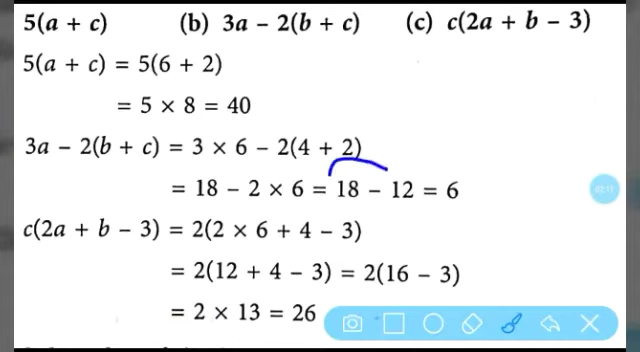 5(a + c) (b) 3a − 2(b + c) (c) c(2a + b − 3)
5(a + c) = 5(6 + 2)
= 5 × 8 = 40
3a − 2(b + c) = 3 × 6 − 2(4 + 2)
= 18 − 2 × 6 = 18 − 12 = 6
c(2a + b − 3) = 2(2 × 6 + 4 − 3)
= 2(12 + 4 − 3) = 2(16 − 3)
= 2 × 13 = 26